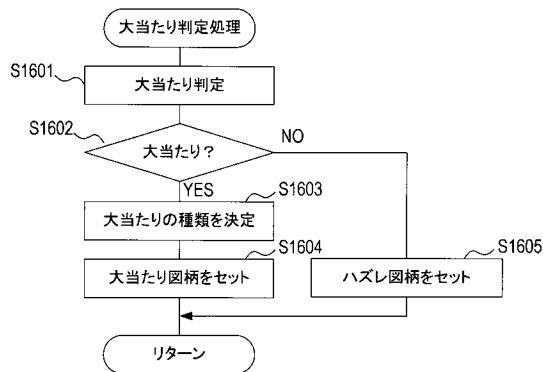 大当たり判定処理
S1601
大当たり判定
S1602
大当たり？
NO
YES
S1603
大当たりの種類を決定
S1604
大当たり図柄をセット
S1605
ハズレ図柄をセット
リターン